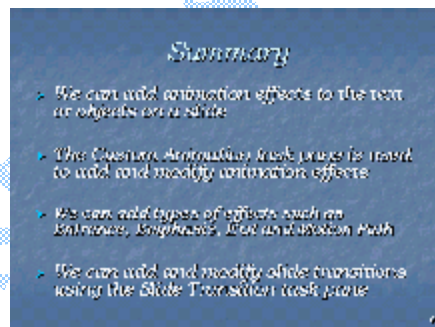 Summary
We can add animation effects to the text
or objects on a slide
The Custom Animation task pane is used
to add and modify animation effects
We can add types of effects such as
Entrance, Emphasis, Exit and Motion Path
We can add and modify slide transitions
using the Slide Transition task pane